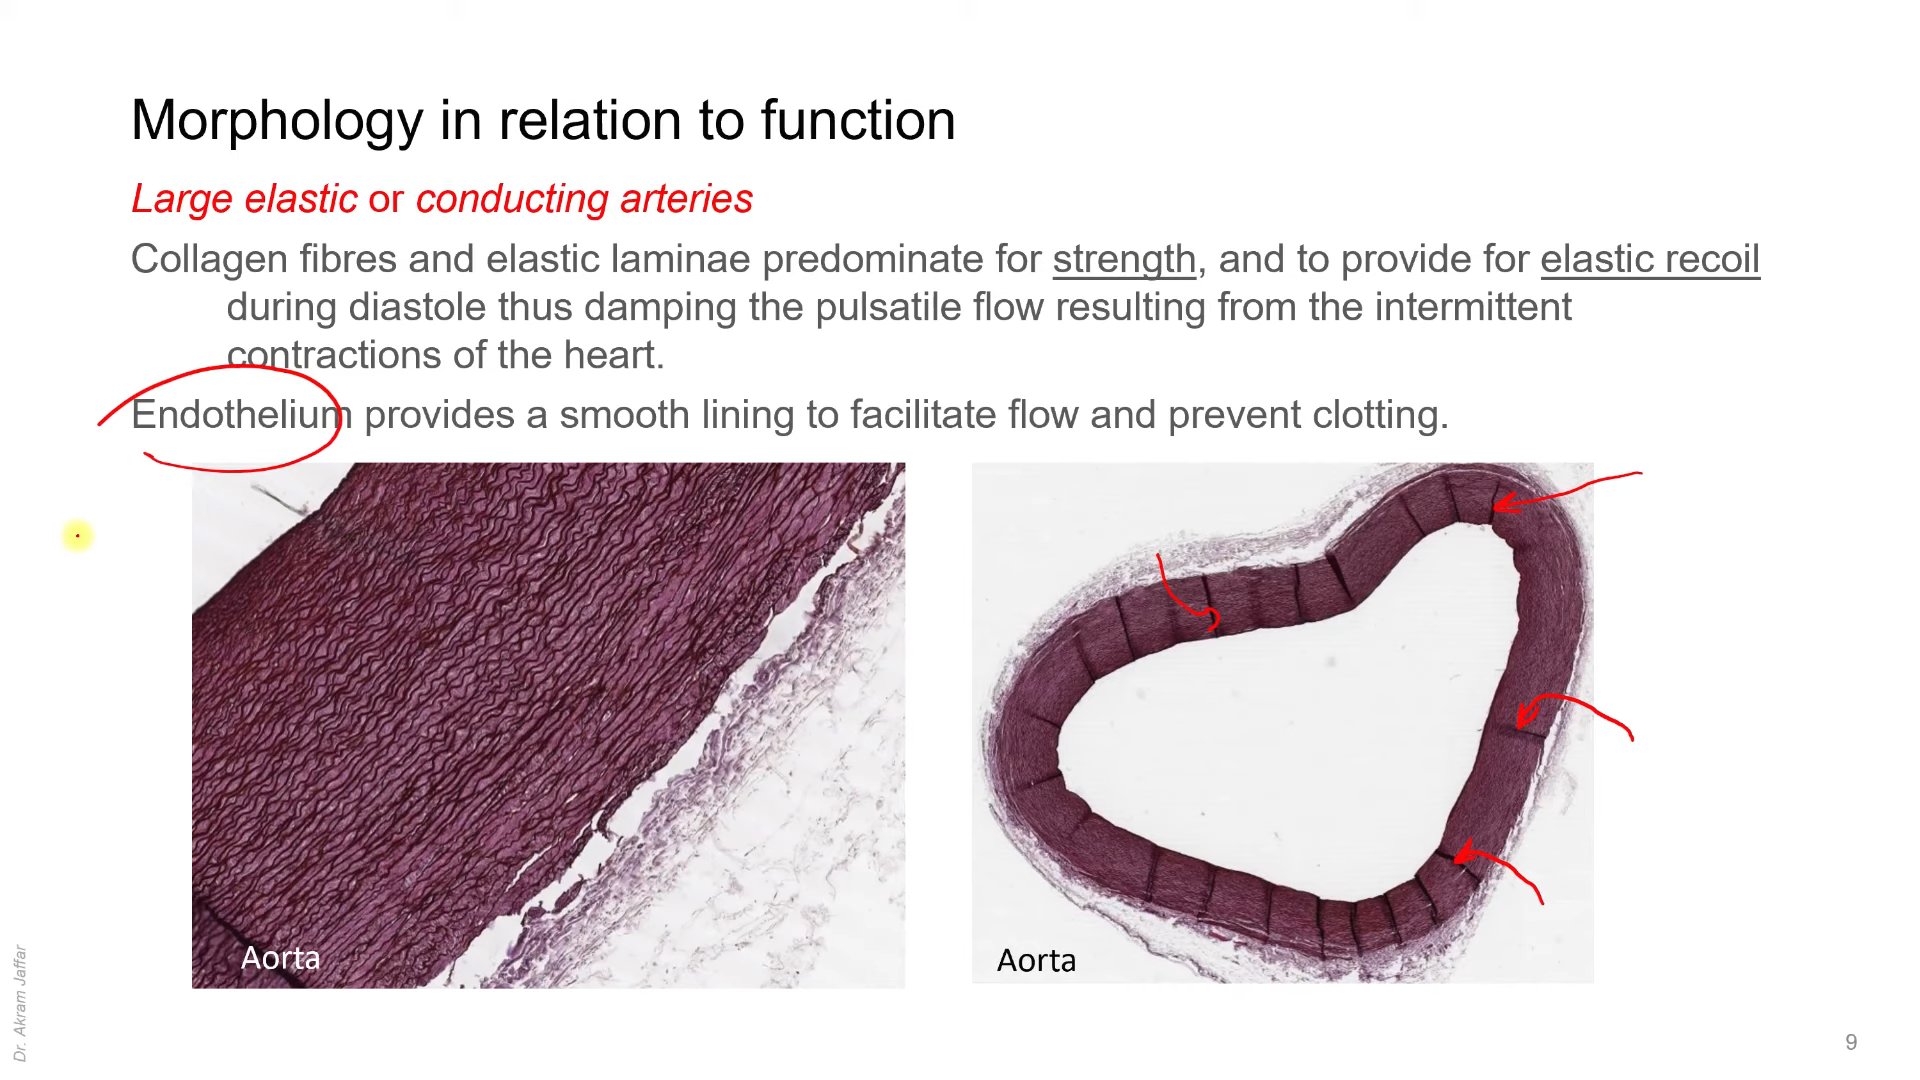 Morphology in relation to function
Large elastic or conducting arteries
Collagen fibres and elastic laminae predominate for strength, and to provide for elastic recoil
during diastole thus damping the pulsatile flow resulting from the intermittent
contractions of the heart.
Endothelium provides a smooth lining to facilitate flow and prevent clotting.
Aorta
Aorta
Dr. Akram Jaffar
9